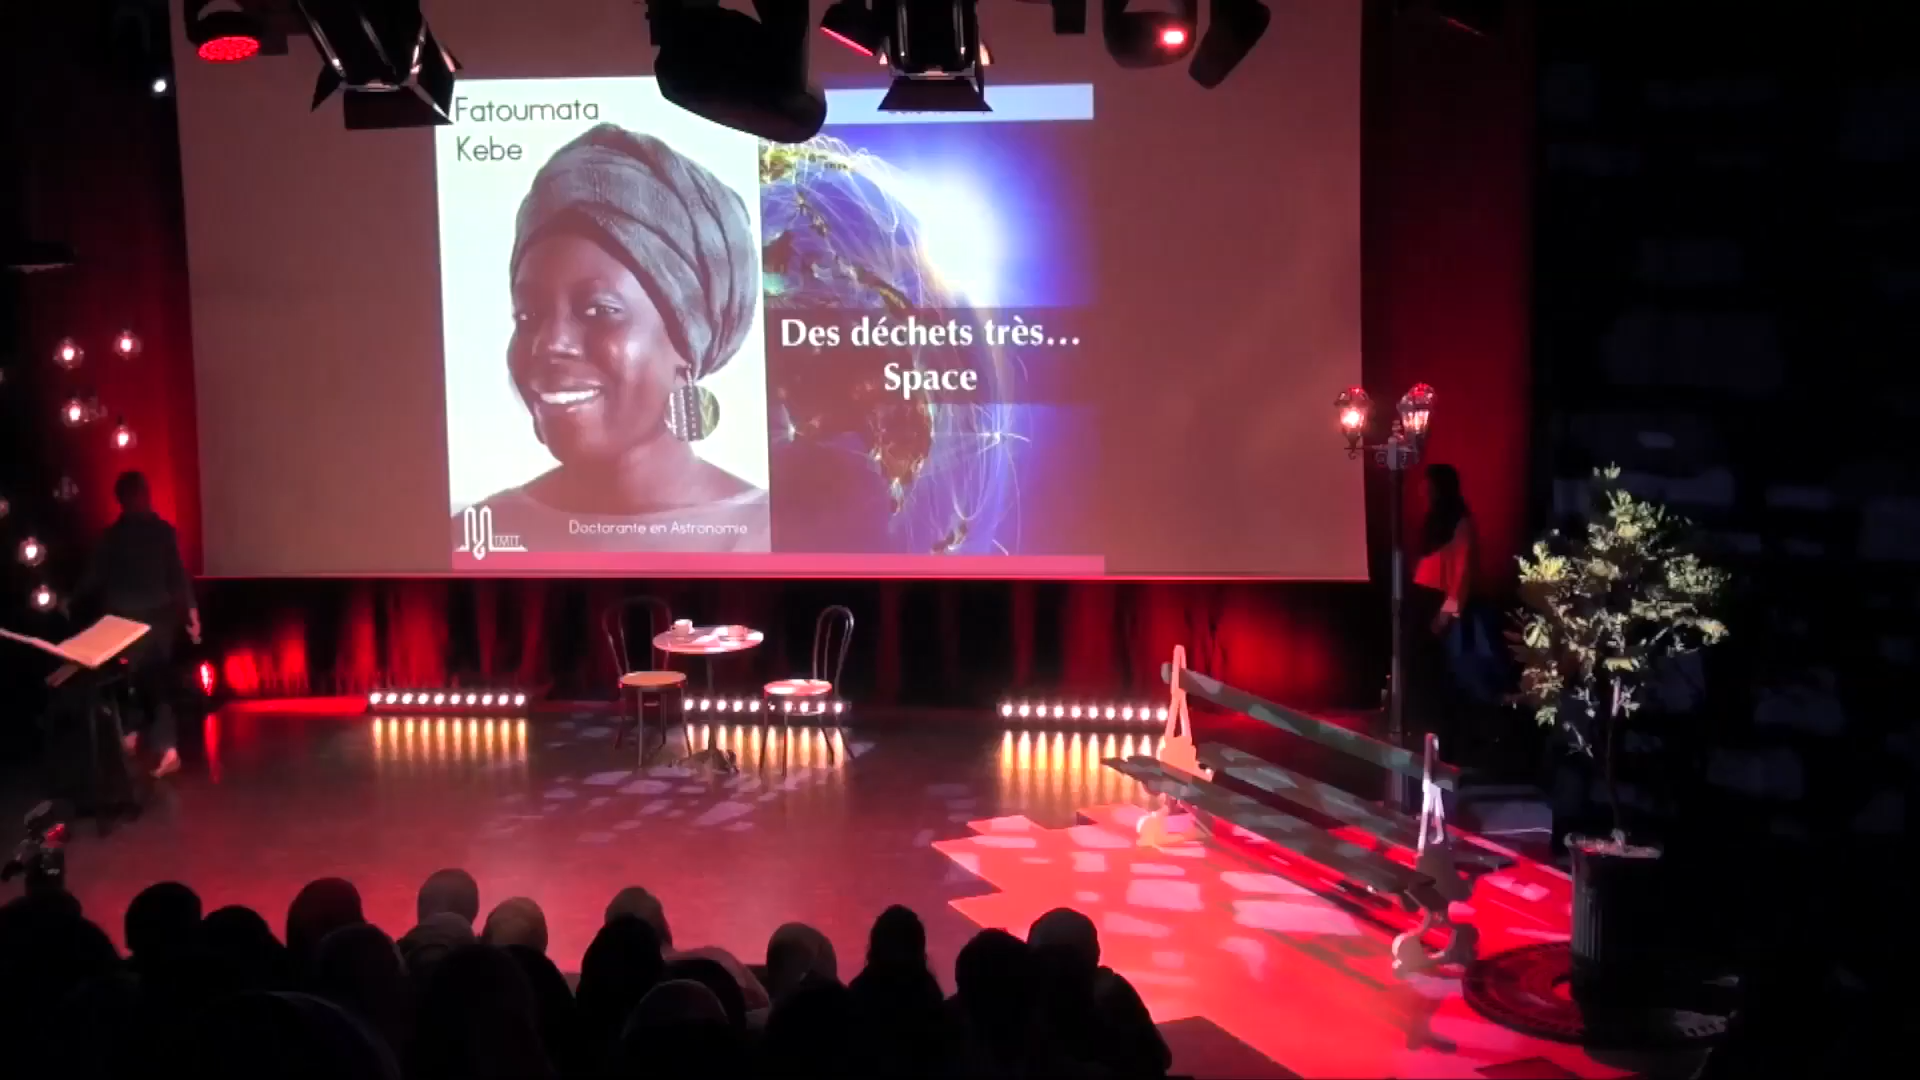 Fatoumata
Kebe
Des déchets très...
Space
Doctorante en Astronomie